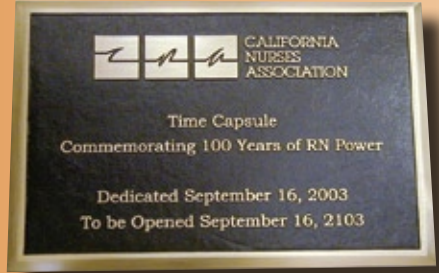 cna
CALIFORNIA
NURSES
ASSOCIATION
Time Capsule
Commemorating 100 Years of RN Power
Dedicated September 16, 2003
To be Opened September 16, 2103